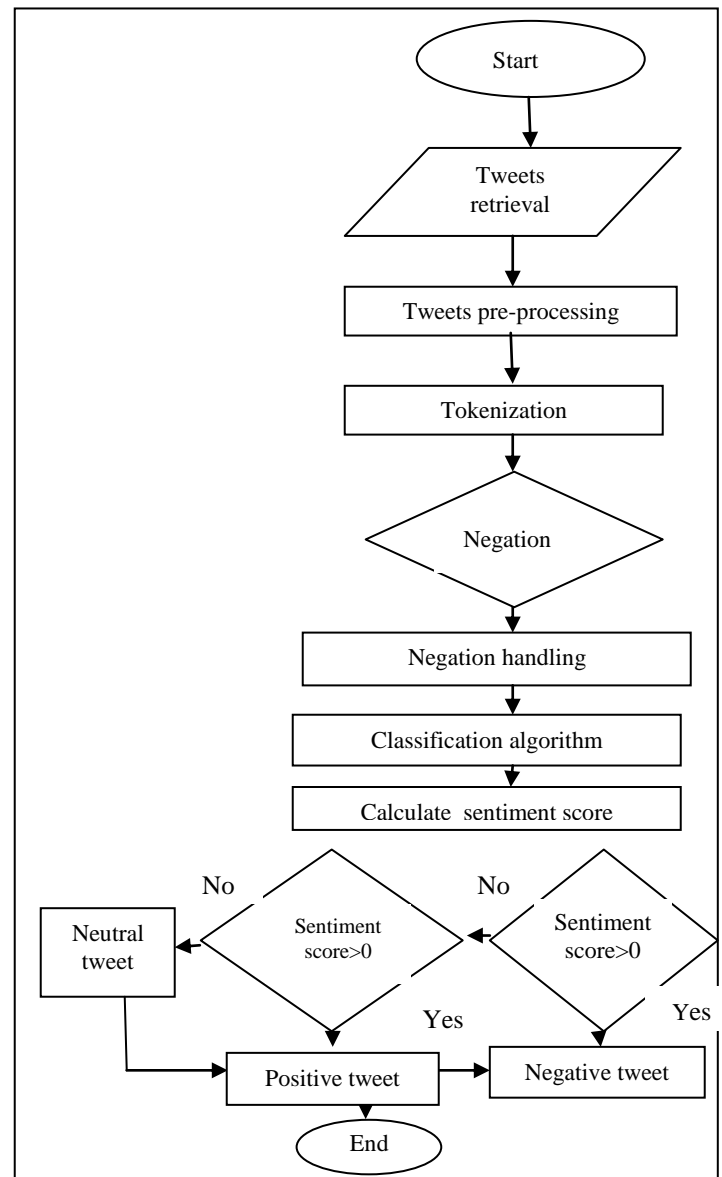 Start
Tweets
retrieval
Tweets pre-processing
Tokenization
Negation
Negation handling
Classification algorithm
Calculate sentiment score
No
No
Neutral
tweet
Sentiment
score>0
Sentiment
score>0
Yes
Yes
Positive tweet
Negative tweet
End